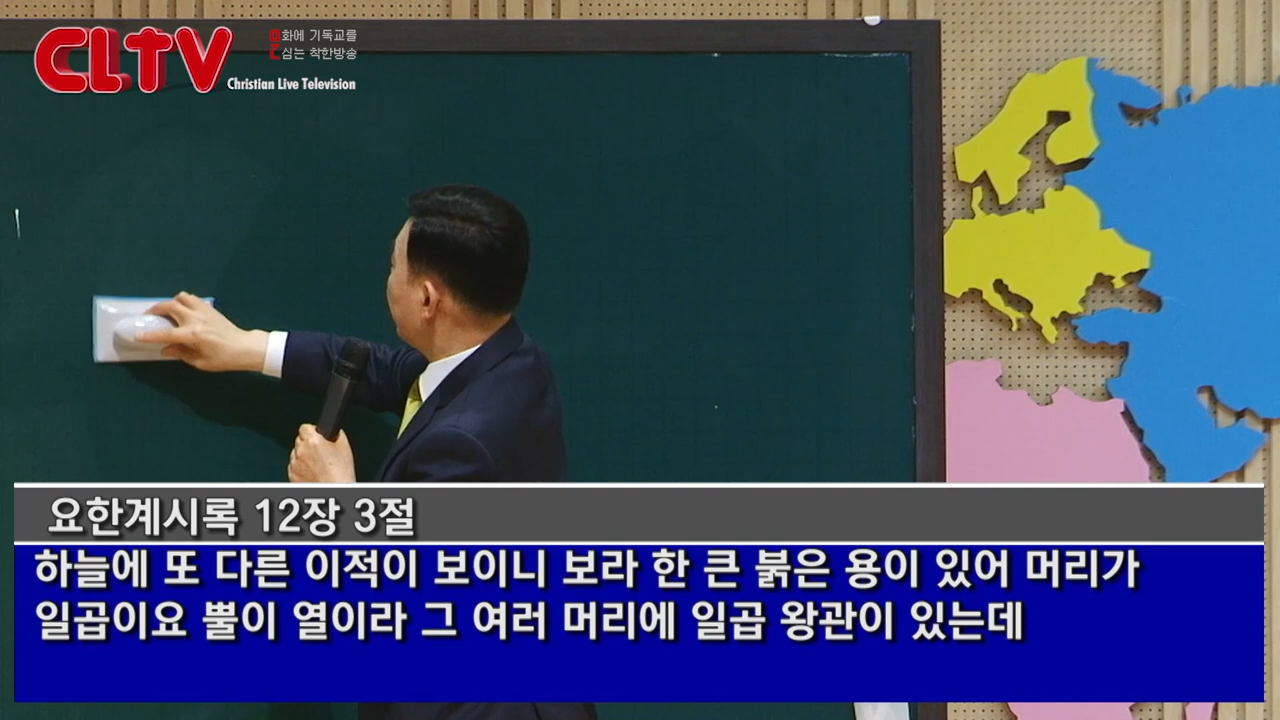 CLTV
문화에 기독교를
심는 착한방송
Christian Live Television
요한계시록 12장 3절
하늘에 또 다른 이적이 보이니 보라 한 큰 붉은 용이 있어 머리가
일곱이요 뿔이 열이라 그 여러 머리에 일곱 왕관이 있는데